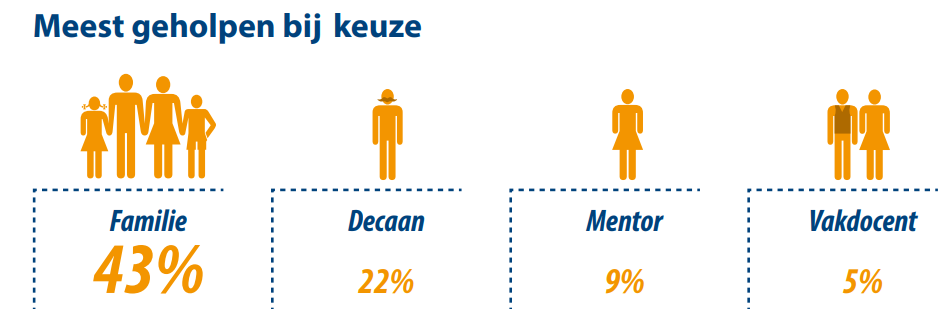 Meest geholpen bij keuze
Familie
43%
Decaan
22%
Mentor
9%
Vakdocent
5%